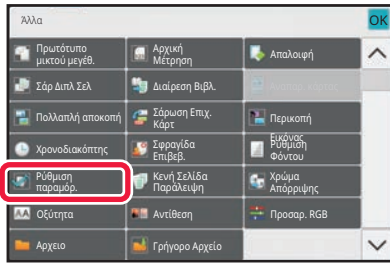 Άλλα
OK
Πρωτότυπο
μικτού μεγέθ.
Αρχική
Μέτρηση
Απαλοιφή
Σάρ Διπλ Σελ
Διαίρεση Βιβλ.
Πολλαπλή αποκοπή
Σάρωση Επιχ.
Κάρτ
Περικοπή
Χρονοδιακόπτης
Σφραγίδα
Επιβεβ.
Εικόνας
Ρύθμιση
Φόντου
Ρύθμιση
παραμόρ.
Κενή Σελίδα
Παράλειψη
Χρώμα
Απόρριψης
Οξύτητα
Αντίθεση
Προσαρ. RGB
Αρχειο
Γρήγορο Αρχείο